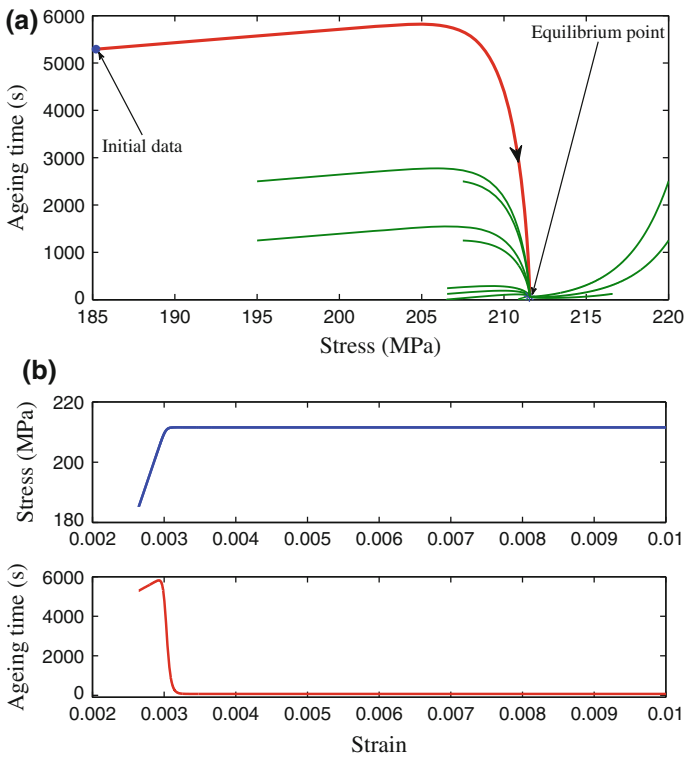 (a)
6000
5000
4000
3000
2000
1000
0
Ageing time (s)
Equilibrium point
Initial data
185 190 195 200 205 210 215 220
Stress (MPa)
(b)
220
200
180
Stress (MPa)
0.002 0.003 0.004 0.005 0.006 0.007 0.008 0.009 0.01
6000
4000
2000
0
Ageing time (s)
0.002 0.003 0.004 0.005 0.006 0.007 0.008 0.009 0.01
Strain